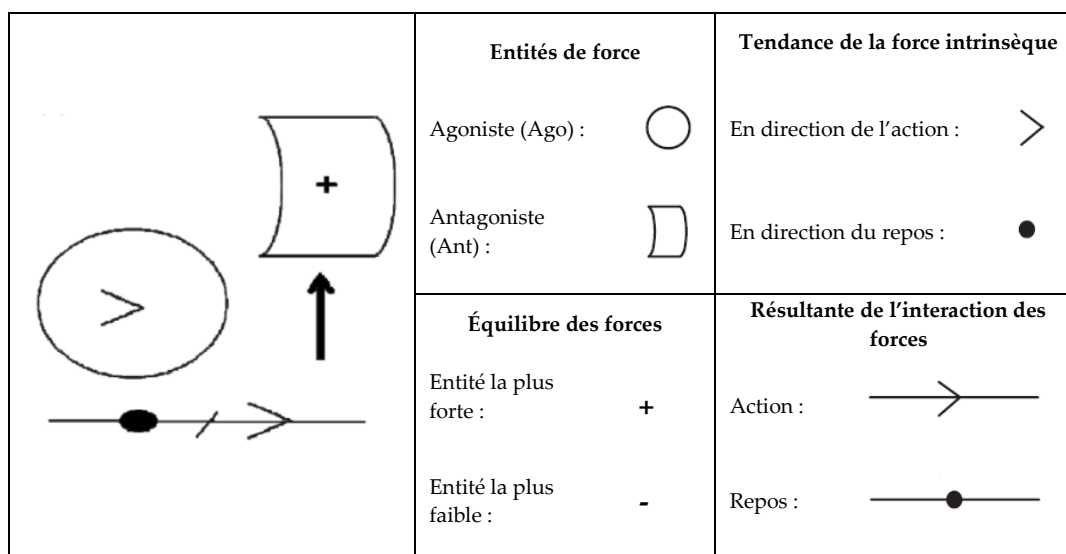 +
Entités de force
Agoniste (Ago) :
Antagoniste
(Ant) :
Tendance de la force intrinsèque
En direction de l’action :
En direction du repos :
Équilibre des forces
Entité la plus
forte :
+
Entité la plus
faible :
-
Résultante de l’interaction des
forces
Action :
Repos :